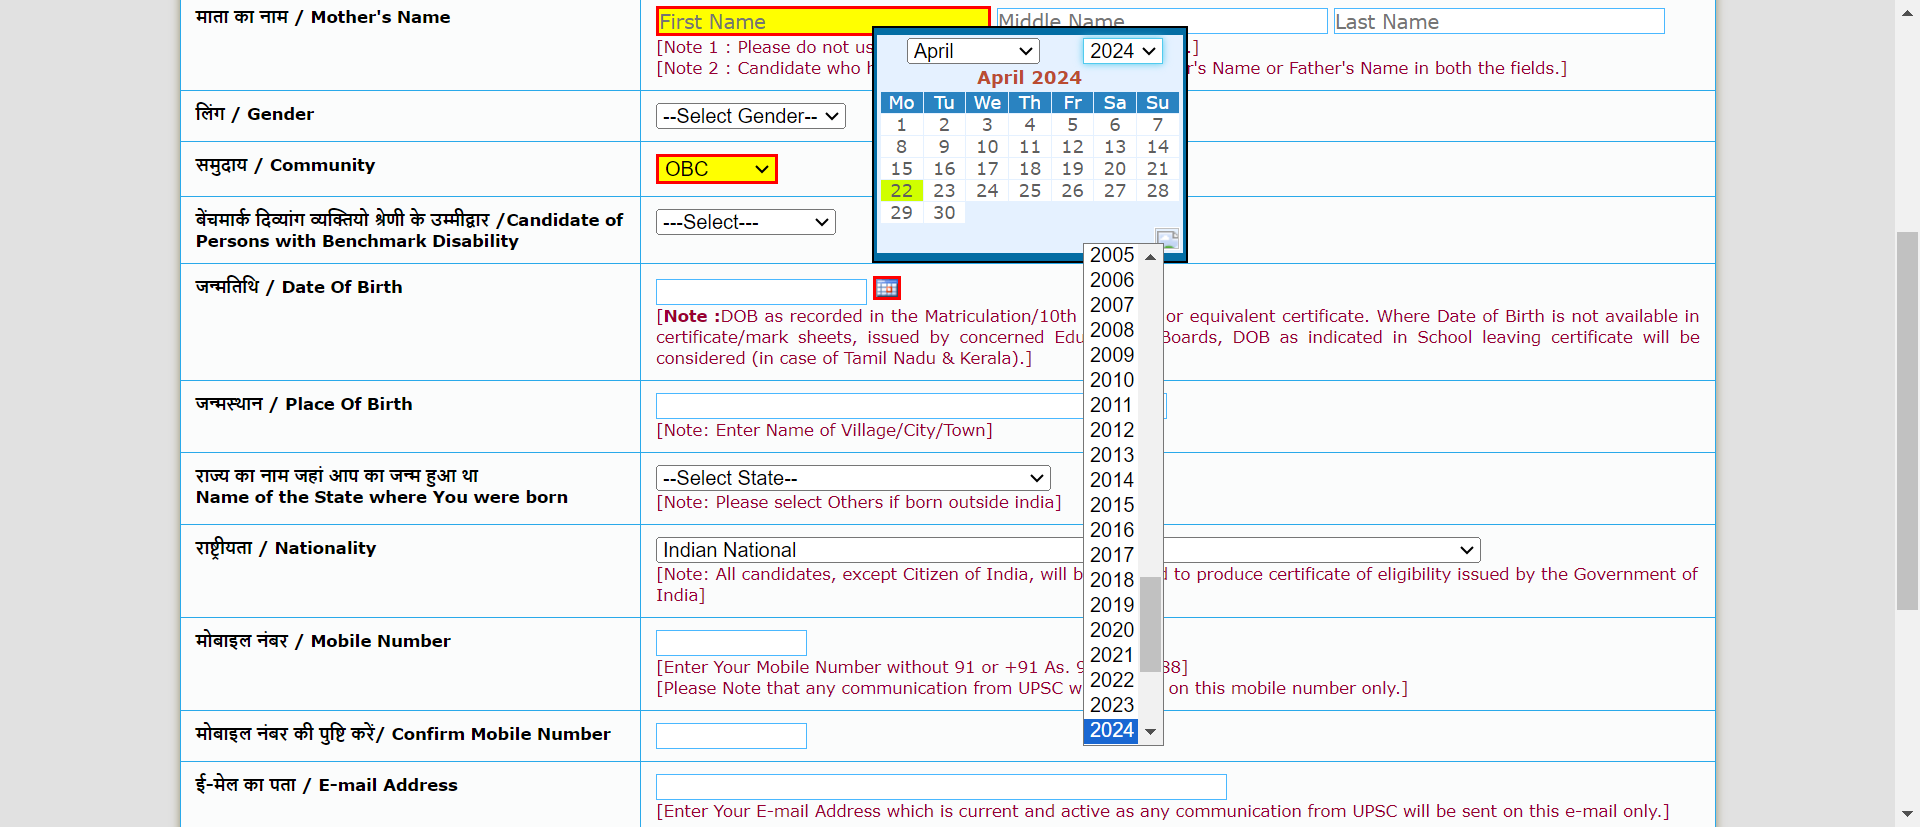 माता का नाम / Mother's Name
First Name Middle Name Last Name
[Note 1 : Please do not us .]
[Note 2 : Candidate who r's Name or Father's Name in both the fields.]
April 2024
April 2024
Mo Tu We Th Fr Sa Su
1 2 3 4 5 6 7
8 9 10 11 12 13 14
15 16 17 18 19 20 21
22 23 24 25 26 27 28
29 30
लिंग / Gender
--Select Gender--
समुदाय / Community
OBC
बेंचमार्क दिव्यांग व्यक्तियो श्रेणी के उम्मीद्वार /Candidate of
Persons with Benchmark Disability
---Select---
2005
2006
2007
2008
2009
2010
2011
2012
2013
2014
2015
2016
2017
2018
2019
2020
2021
2022
2023
2024
जन्मतिथि / Date Of Birth
[Note :DOB as recorded in the Matriculation/10th or equivalent certificate. Where Date of Birth is not available in
certificate/mark sheets, issued by concerned Edu Boards, DOB as indicated in School leaving certificate will be
considered (in case of Tamil Nadu & Kerala).]
जन्मस्थान / Place Of Birth
[Note: Enter Name of Village/City/Town]
राज्य का नाम जहां आप का जन्म हुआ था
Name of the State where You were born
--Select State--
[Note: Please select Others if born outside india]
राष्ट्रीयता / Nationality
Indian National
[Note: All candidates, except Citizen of India, will b d to produce certificate of eligibility issued by the Government of
India]
मोबाइल नंबर / Mobile Number
[Enter Your Mobile Number without 91 or +91 As. 9 88]
[Please Note that any communication from UPSC w on this mobile number only.]
मोबाइल नंबर की पुष्टि करें/ Confirm Mobile Number
ई-मेल का पता / E-mail Address
[Enter Your E-mail Address which is current and active as any communication from UPSC will be sent on this e-mail only.]